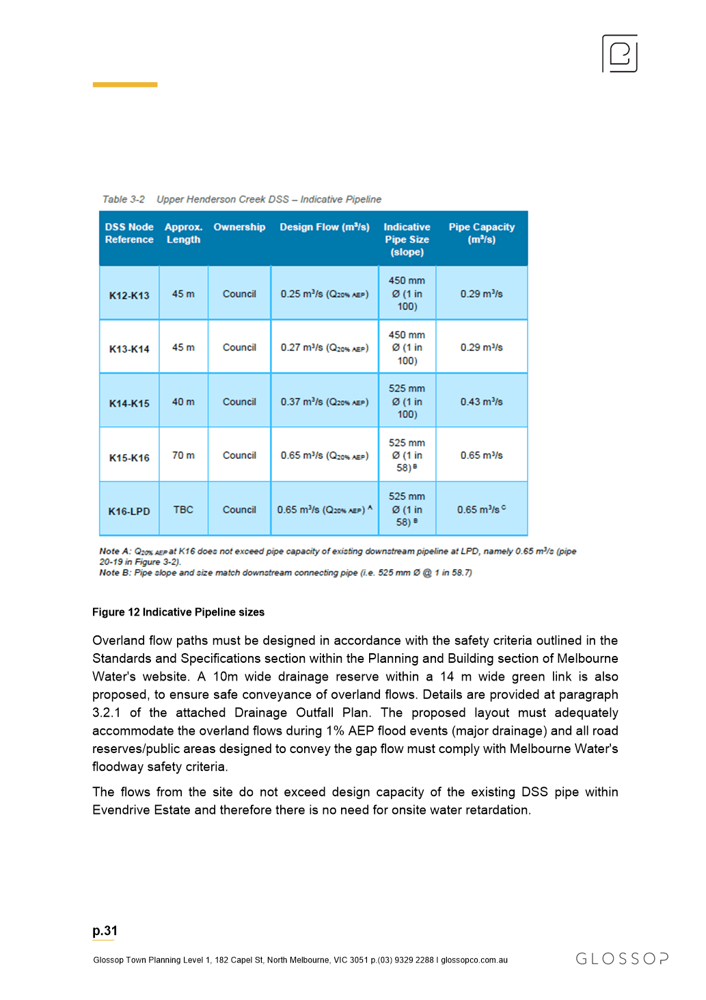 Table 3-2 Upper Henderson Creek DSS – Indicative Pipeline
DSS Node Reference Approx. Length Ownership Design Flow (m³/s) Indicative Pipe Size (slope) Pipe Capacity (m³/s)
K12-K13 45 m Council 0.25 m³/s (Q20% AEP) 450 mm Ø (1 in 100) 0.29 m³/s
K13-K14 45 m Council 0.27 m³/s (Q20% AEP) 450 mm Ø (1 in 100) 0.29 m³/s
K14-K15 40 m Council 0.37 m³/s (Q20% AEP) 525 mm Ø (1 in 100) 0.43 m³/s
K15-K16 70 m Council 0.65 m³/s (Q20% AEP) 525 mm Ø (1 in 58) B 0.65 m³/s
K16-LPD TBC Council 0.65 m³/s (Q20% AEP) A 525 mm Ø (1 in 58) B 0.65 m³/s C
Note A: Q20% AEP at K16 does not exceed pipe capacity of existing downstream pipeline at LPD, namely 0.65 m³/s (pipe
20-19 in Figure 3-2).
Note B: Pipe slope and size match downstream connecting pipe (i.e. 525 mm Ø @ 1 in 58.7)
Figure 12 Indicative Pipeline sizes
Overland flow paths must be designed in accordance with the safety criteria outlined in the
Standards and Specifications section within the Planning and Building section of Melbourne
Water's website. A 10m wide drainage reserve within a 14 m wide green link is also
proposed, to ensure safe conveyance of overland flows. Details are provided at paragraph
3.2.1 of the attached Drainage Outfall Plan. The proposed layout must adequately
accommodate the overland flows during 1% AEP flood events (major drainage) and all road
reserves/public areas designed to convey the gap flow must comply with Melbourne Water's
floodway safety criteria.
The flows from the site do not exceed design capacity of the existing DSS pipe within
Evendrive Estate and therefore there is no need for onsite water retardation.
p.31
Glossop Town Planning Level 1, 182 Capel St, North Melbourne, VIC 3051 p.(03) 9329 2288 I glossopco.com.au
GLOSSOP